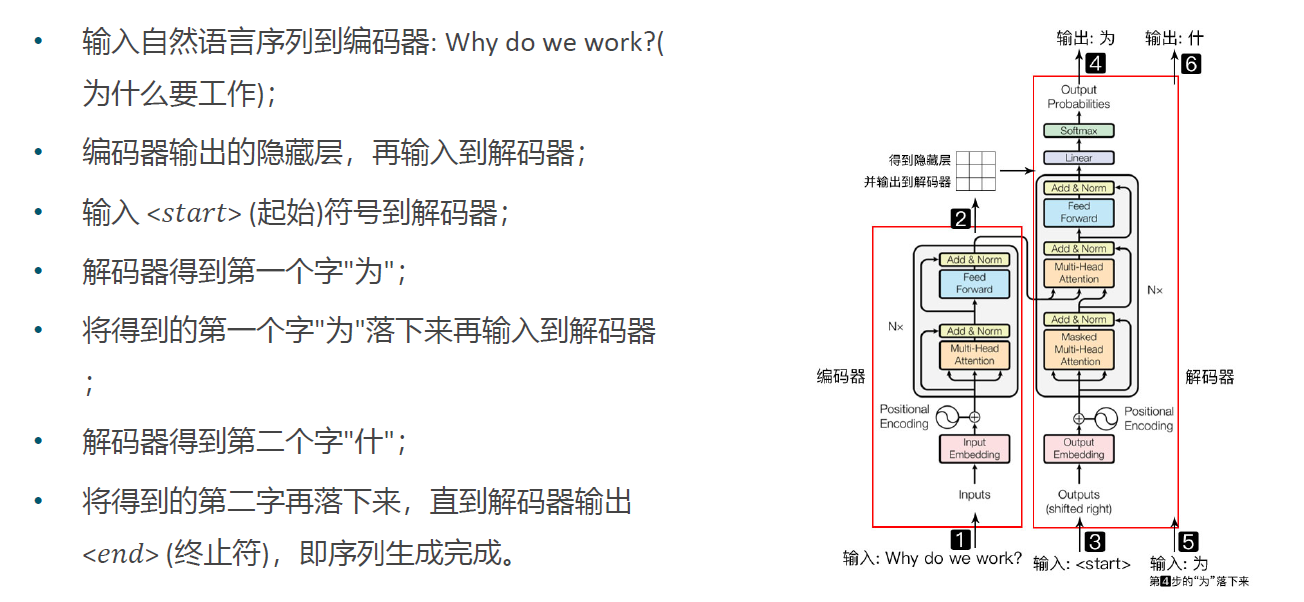 输入自然语言序列到编码器: Why do we work?(
为什么要工作);
编码器输出的隐藏层，再输入到解码器；
输入 <start> (起始)符号到解码器；
解码器得到第一个字"为"；
将得到的第一个字"为"落下来再输入到解码器
；
解码器得到第二个字"什"；
将得到的第二字再落下来，直到解码器输出
<end> (终止符)，即序列生成完成。
输出: 为
输出: 什
4
6
Output
Probabilities
Softmax
Linear
得到隐藏层
并输出到解码器
2
Add & Norm
Feed
Forward
Add & Norm
Multi-Head
Attention
Add & Norm
Masked
Multi-Head
Attention
N×
解码器
Positional
Encoding
Output
Embedding
Outputs
(shifted right)
Add & Norm
Feed
Forward
Add & Norm
Multi-Head
Attention
N×
编码器
Positional
Encoding
Input
Embedding
Inputs
1
输入: Why do we work?
3
输入: <start>
5
输入: 为
第4步的“为”落下来